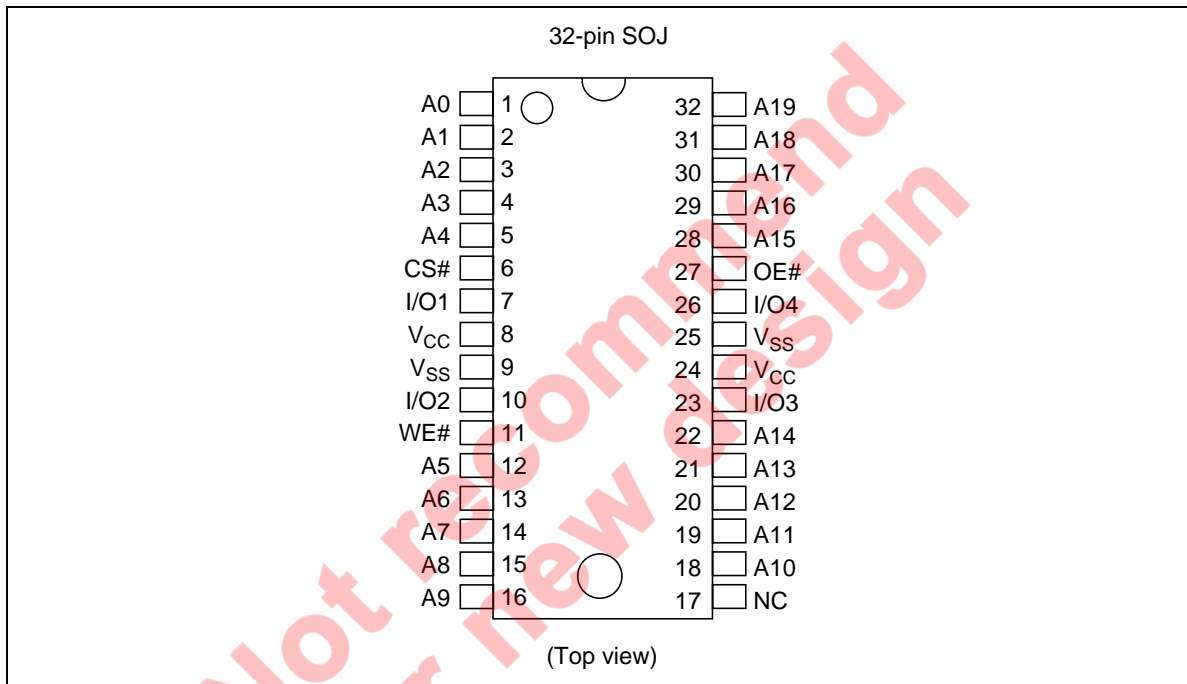 32-pin SOJ
A0 1 32 A19
A1 2 31 A18
A2 3 30 A17
A3 4 29 A16
A4 5 28 A15
CS# 6 27 OE#
I/O1 7 26 I/O4
VCC 8 25 VSS
VSS 9 24 VCC
I/O2 10 23 I/O3
WE# 11 22 A14
A5 12 21 A13
A6 13 20 A12
A7 14 19 A11
A8 15 18 A10
A9 16 17 NC
(Top view)
Not recommend
r new design